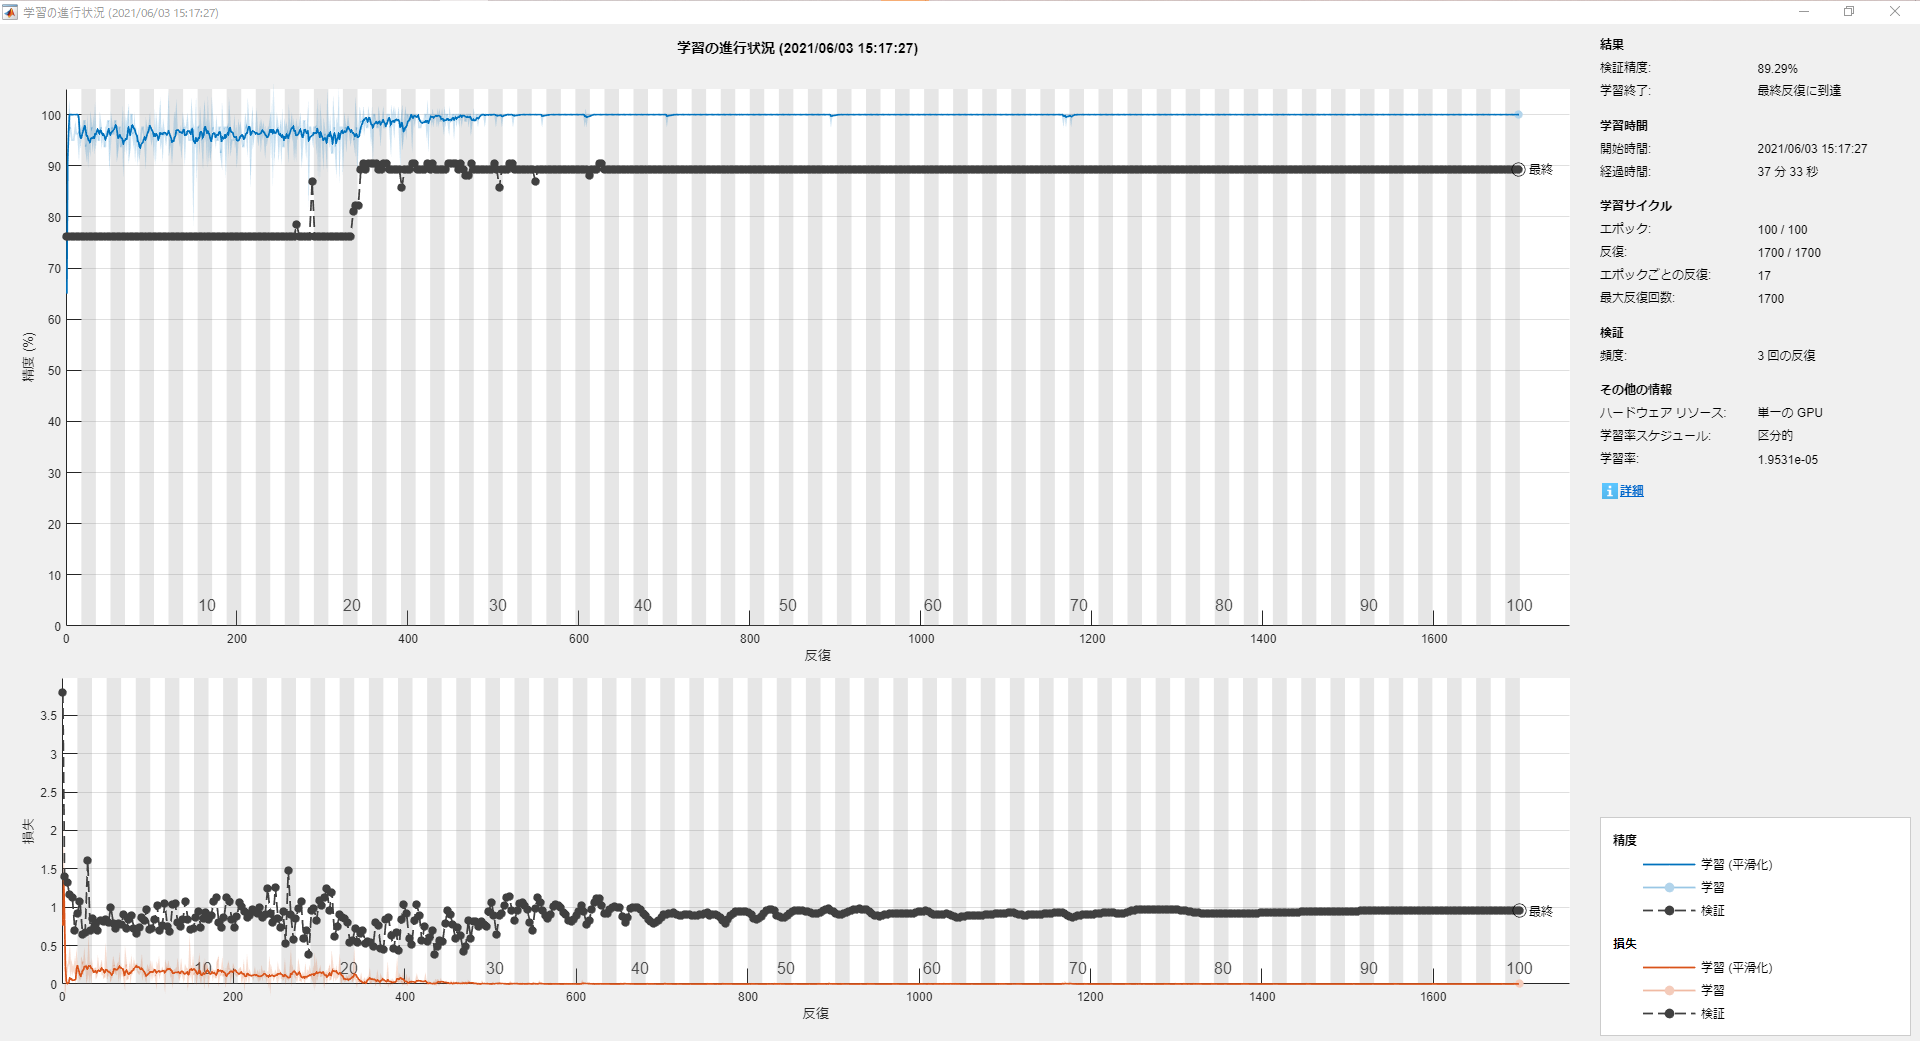 学習の進行状況 (2021/06/03 15:17:27)
学習の進行状況 (2021/06/03 15:17:27)
精度 (%)
100
90
80
70
60
50
40
30
20
10
0
10 20 30 40 50 60 70 80 90 100
0 200 400 600 800 1000 1200 1400 1600
反復
最終
損失
3.5
3
2.5
2
1.5
1
0.5
0
10 20 30 40 50 60 70 80 90 100
0 200 400 600 800 1000 1200 1400 1600
反復
最終
結果
検証精度: 89.29%
学習終了: 最終反復に到達
学習時間
開始時間: 2021/06/03 15:17:27
経過時間: 37 分 33 秒
学習サイクル
エポック: 100 / 100
反復: 1700 / 1700
エポックごとの反復: 17
最大反復回数: 1700
検証
頻度: 3 回の反復
その他の情報
ハードウェア リソース: 単一の GPU
学習率スケジュール: 区分的
学習率: 1.9531e-05
i 詳細
精度
学習 (平滑化)
学習
検証
損失
学習 (平滑化)
学習
検証